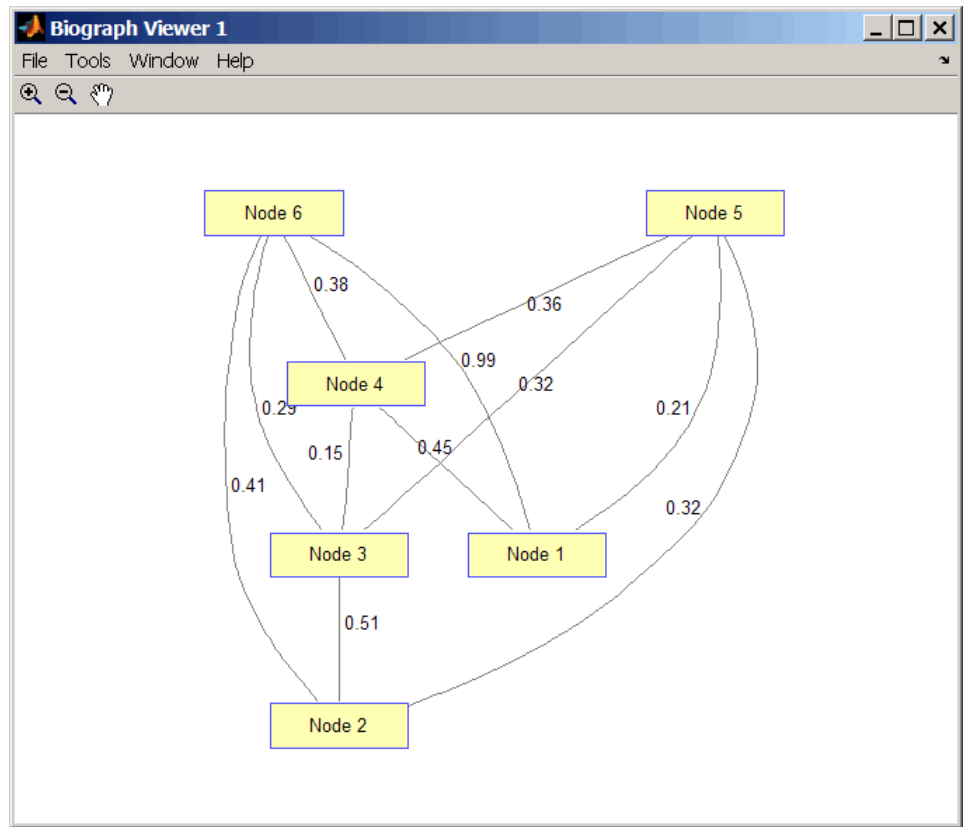 Biograph Viewer 1
File Tools Window Help
Node 6
Node 5
0.38
0.36
0.99
Node 4
0.32
0.29
0.21
0.15
0.45
0.41
0.32
Node 3
Node 1
0.51
Node 2